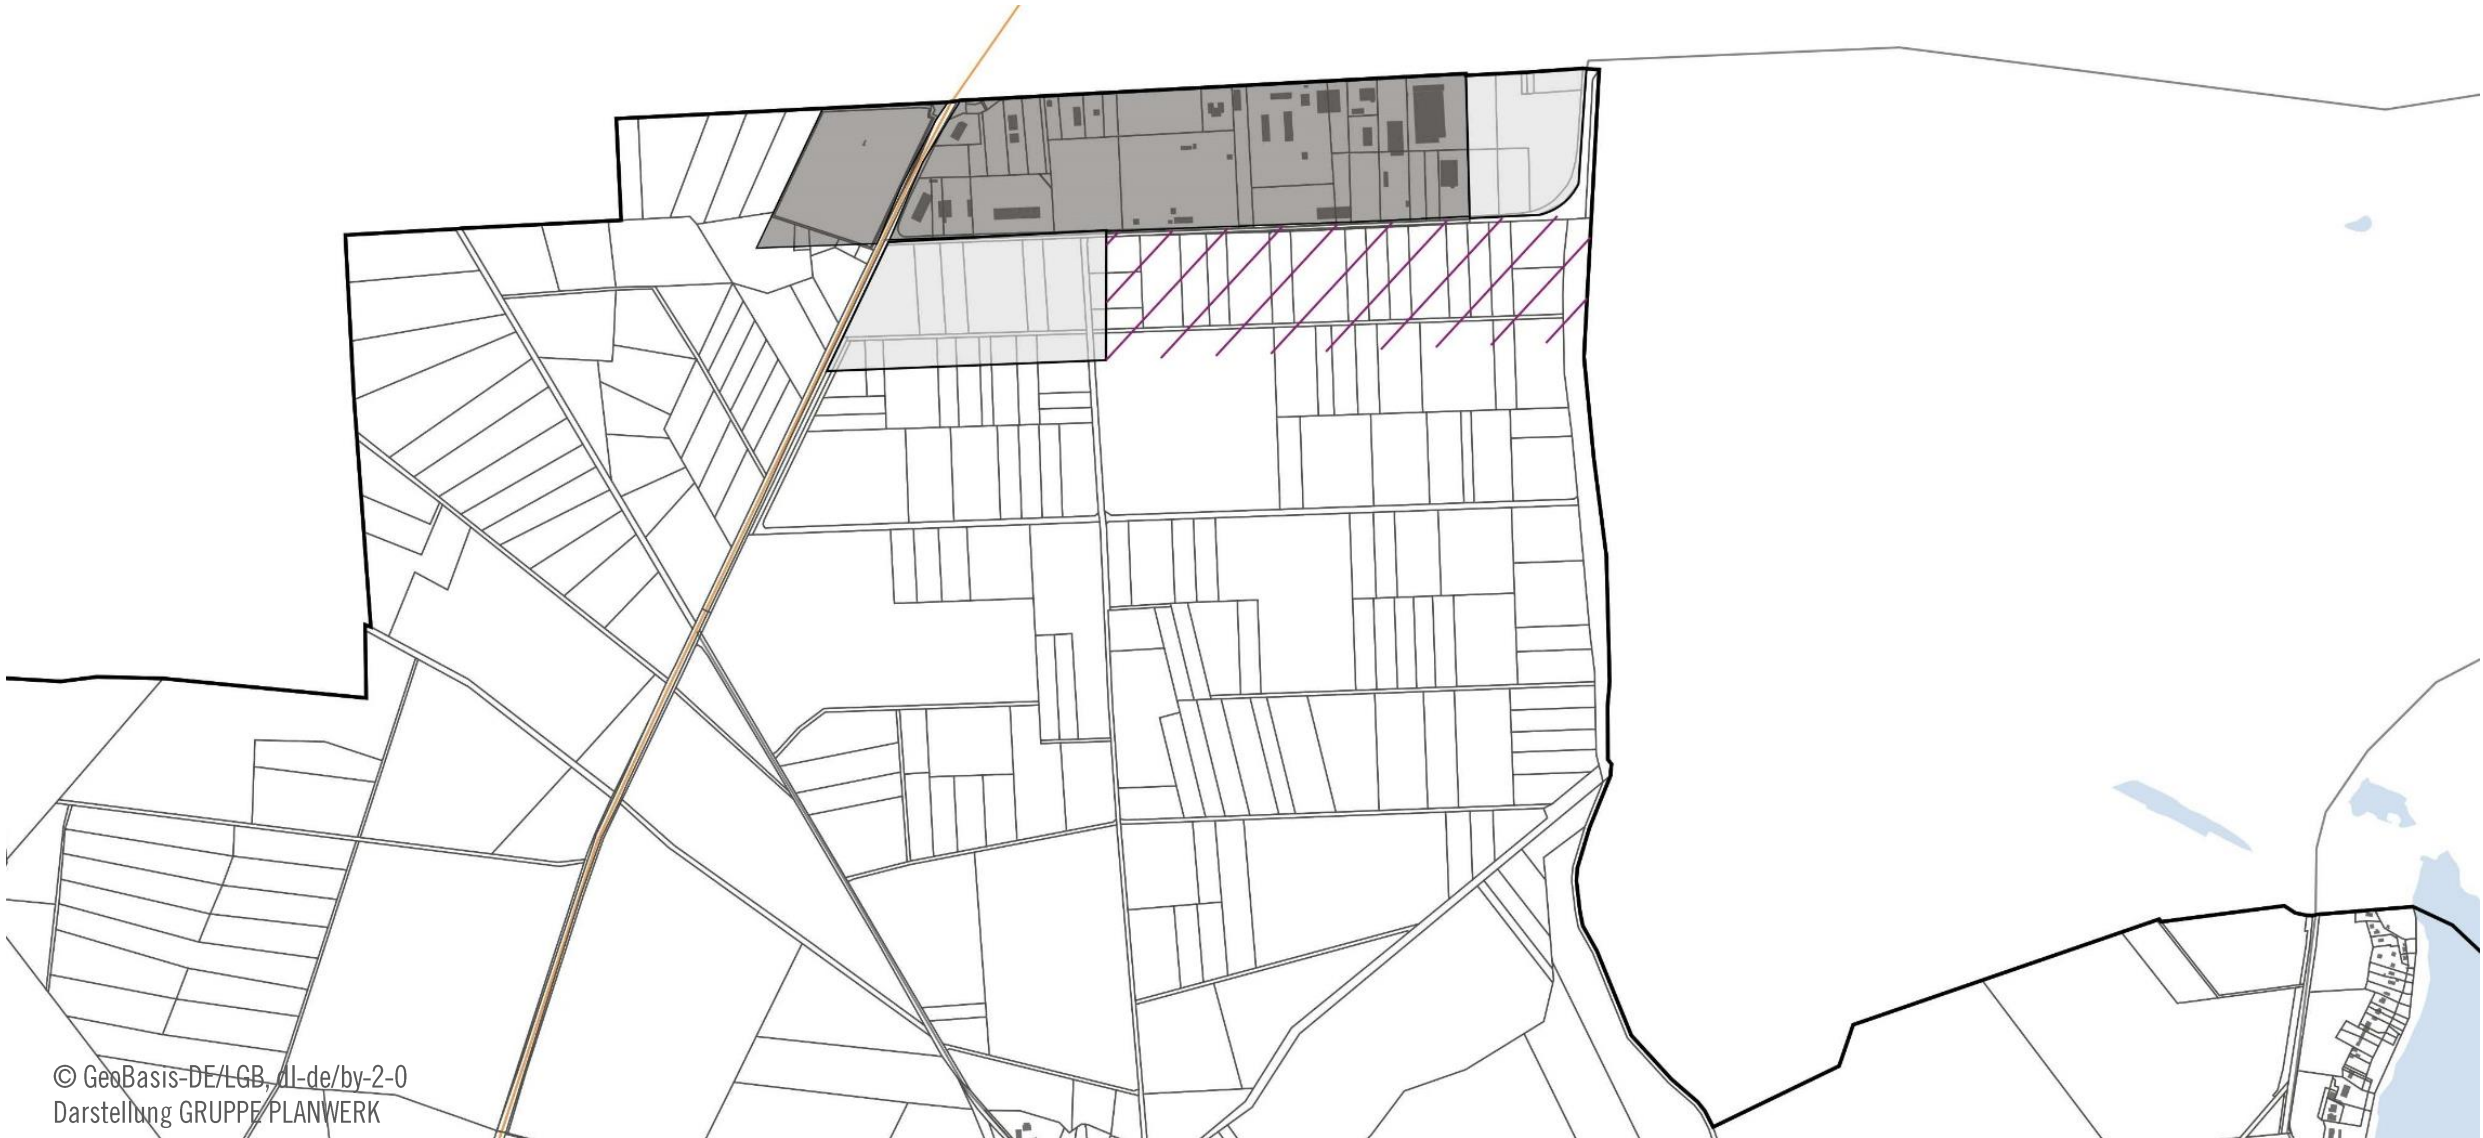 © GeoBasis-DE/LGB, dl-de/by-2-0
Darstellung GRUPPE PLANWERK